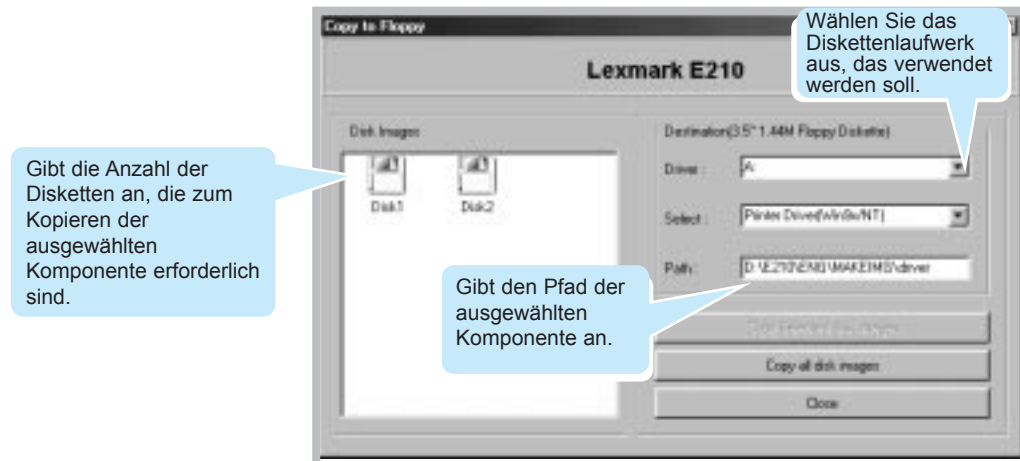 Copy to Floppy
Wählen Sie das
Diskettenlaufwerk
aus, das verwendet
werden soll.
Lexmark E210
Gibt die Anzahl der
Disketten an, die zum
Kopieren der
ausgewählten
Komponente erforderlich
sind.
Disk Images
Disk1
Disk2
Destination(3.5" 1.44M Floppy Diskette)
Driver :
A:
Select :
Printer Driver(Win9x/NT)
Path:
D:\E210\ENG\MAKEIMG\driver
Gibt den Pfad der
ausgewählten
Komponente an.
Copy all disk images
Close